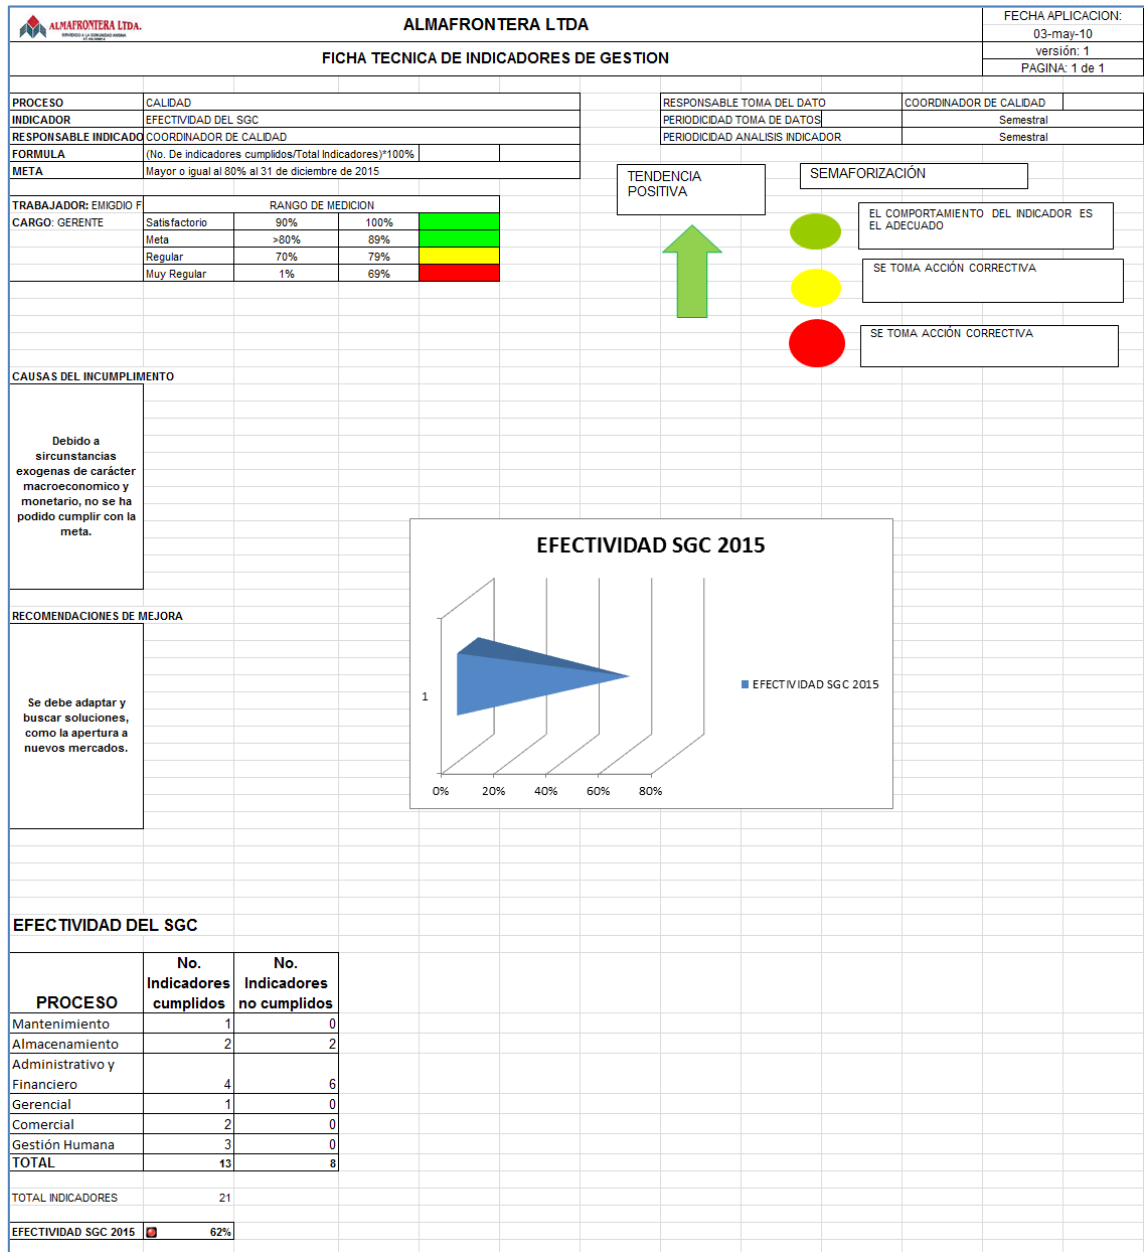 ALMAFRONTERA LTDA.
ALMAFRONTERA LTDA
FICHA TECNICA DE INDICADORES DE GESTION
FECHA APLICACION:
03-may-10
versión: 1
PAGINA: 1 de 1
PROCESO CALIDAD
INDICADOR EFECTIVIDAD DEL SGC
RESPONSABLE INDICADO COORDINADOR DE CALIDAD
FORMULA (No. De indicadores cumplidos/Total Indicadores)*100%
META Mayor o igual al 80% al 31 de diciembre de 2015
RESPONSABLE TOMA DEL DATO COORDINADOR DE CALIDAD
PERIODICIDAD TOMA DE DATOS Semestral
PERIODICIDAD ANALISIS INDICADOR Semestral
TRABAJADOR: EMIGDIO F RANGO DE MEDICION
CARGO: GERENTE Satisfactorio 90% 100%
Meta >80% 89%
Regular 70% 79%
Muy Regular 1% 69%
TENDENCIA
POSITIVA
SEMAFORIZACIÓN
EL COMPORTAMIENTO DEL INDICADOR ES
EL ADECUADO
SE TOMA ACCIÓN CORRECTIVA
SE TOMA ACCIÓN CORRECTIVA
CAUSAS DEL INCUMPLIMENTO
Debido a
sircunstancias
exogenas de carácter
macroeconomico y
monetario, no se ha
podido cumplir con la
meta.
RECOMENDACIONES DE MEJORA
Se debe adaptar y
buscar soluciones,
como la apertura a
nuevos mercados.
EFECTIVIDAD SGC 2015
1
0% 20% 40% 60% 80%
EFECTIVIDAD SGC 2015
EFECTIVIDAD DEL SGC
PROCESO No. Indicadores cumplidos No. Indicadores no cumplidos
Mantenimiento 1 0
Almacenamiento 2 2
Administrativo y
Financiero 4 6
Gerencial 1 0
Comercial 2 0
Gestión Humana 3 0
TOTAL 13 8
TOTAL INDICADORES 21
EFECTIVIDAD SGC 2015 62%